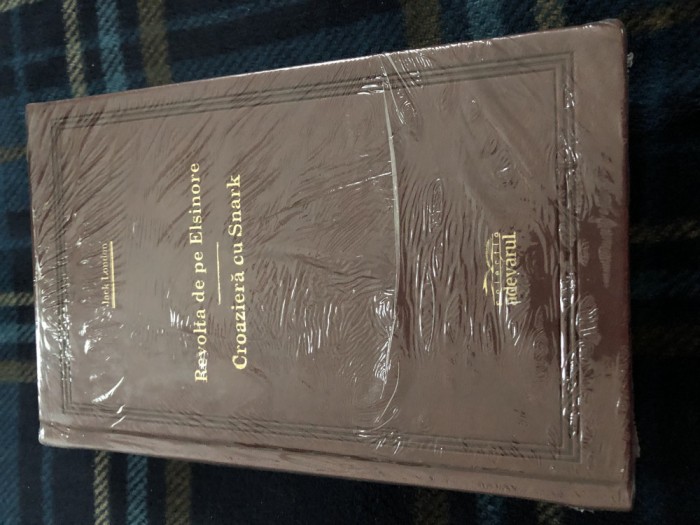 Jack London
Revolta de pe Elsinore
Croazieră cu Snark
colecția
adevărul